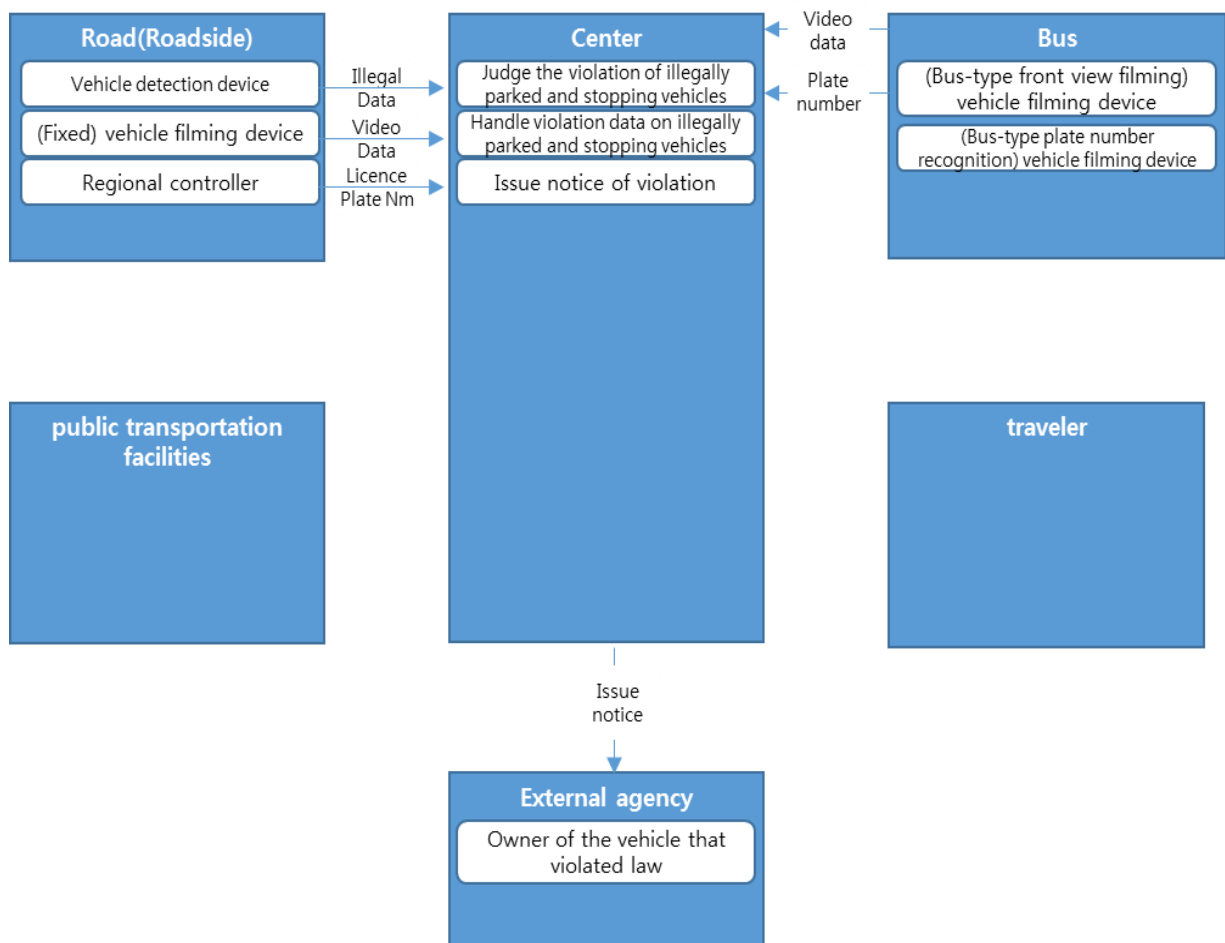 Road(Roadside)
Vehicle detection device
(Fixed) vehicle filming device
Regional controller
Illegal
Data
Video
Data
Licence
Plate Nm
Center
Judge the violation of illegally
parked and stopping vehicles
Handle violation data on illegally
parked and stopping vehicles
Issue notice of violation
Video
data
Plate
number
Bus
(Bus-type front view filming)
vehicle filming device
(Bus-type plate number
recognition) vehicle filming device
public transportation
facilities
traveler
Issue
notice
External agency
Owner of the vehicle that
violated law